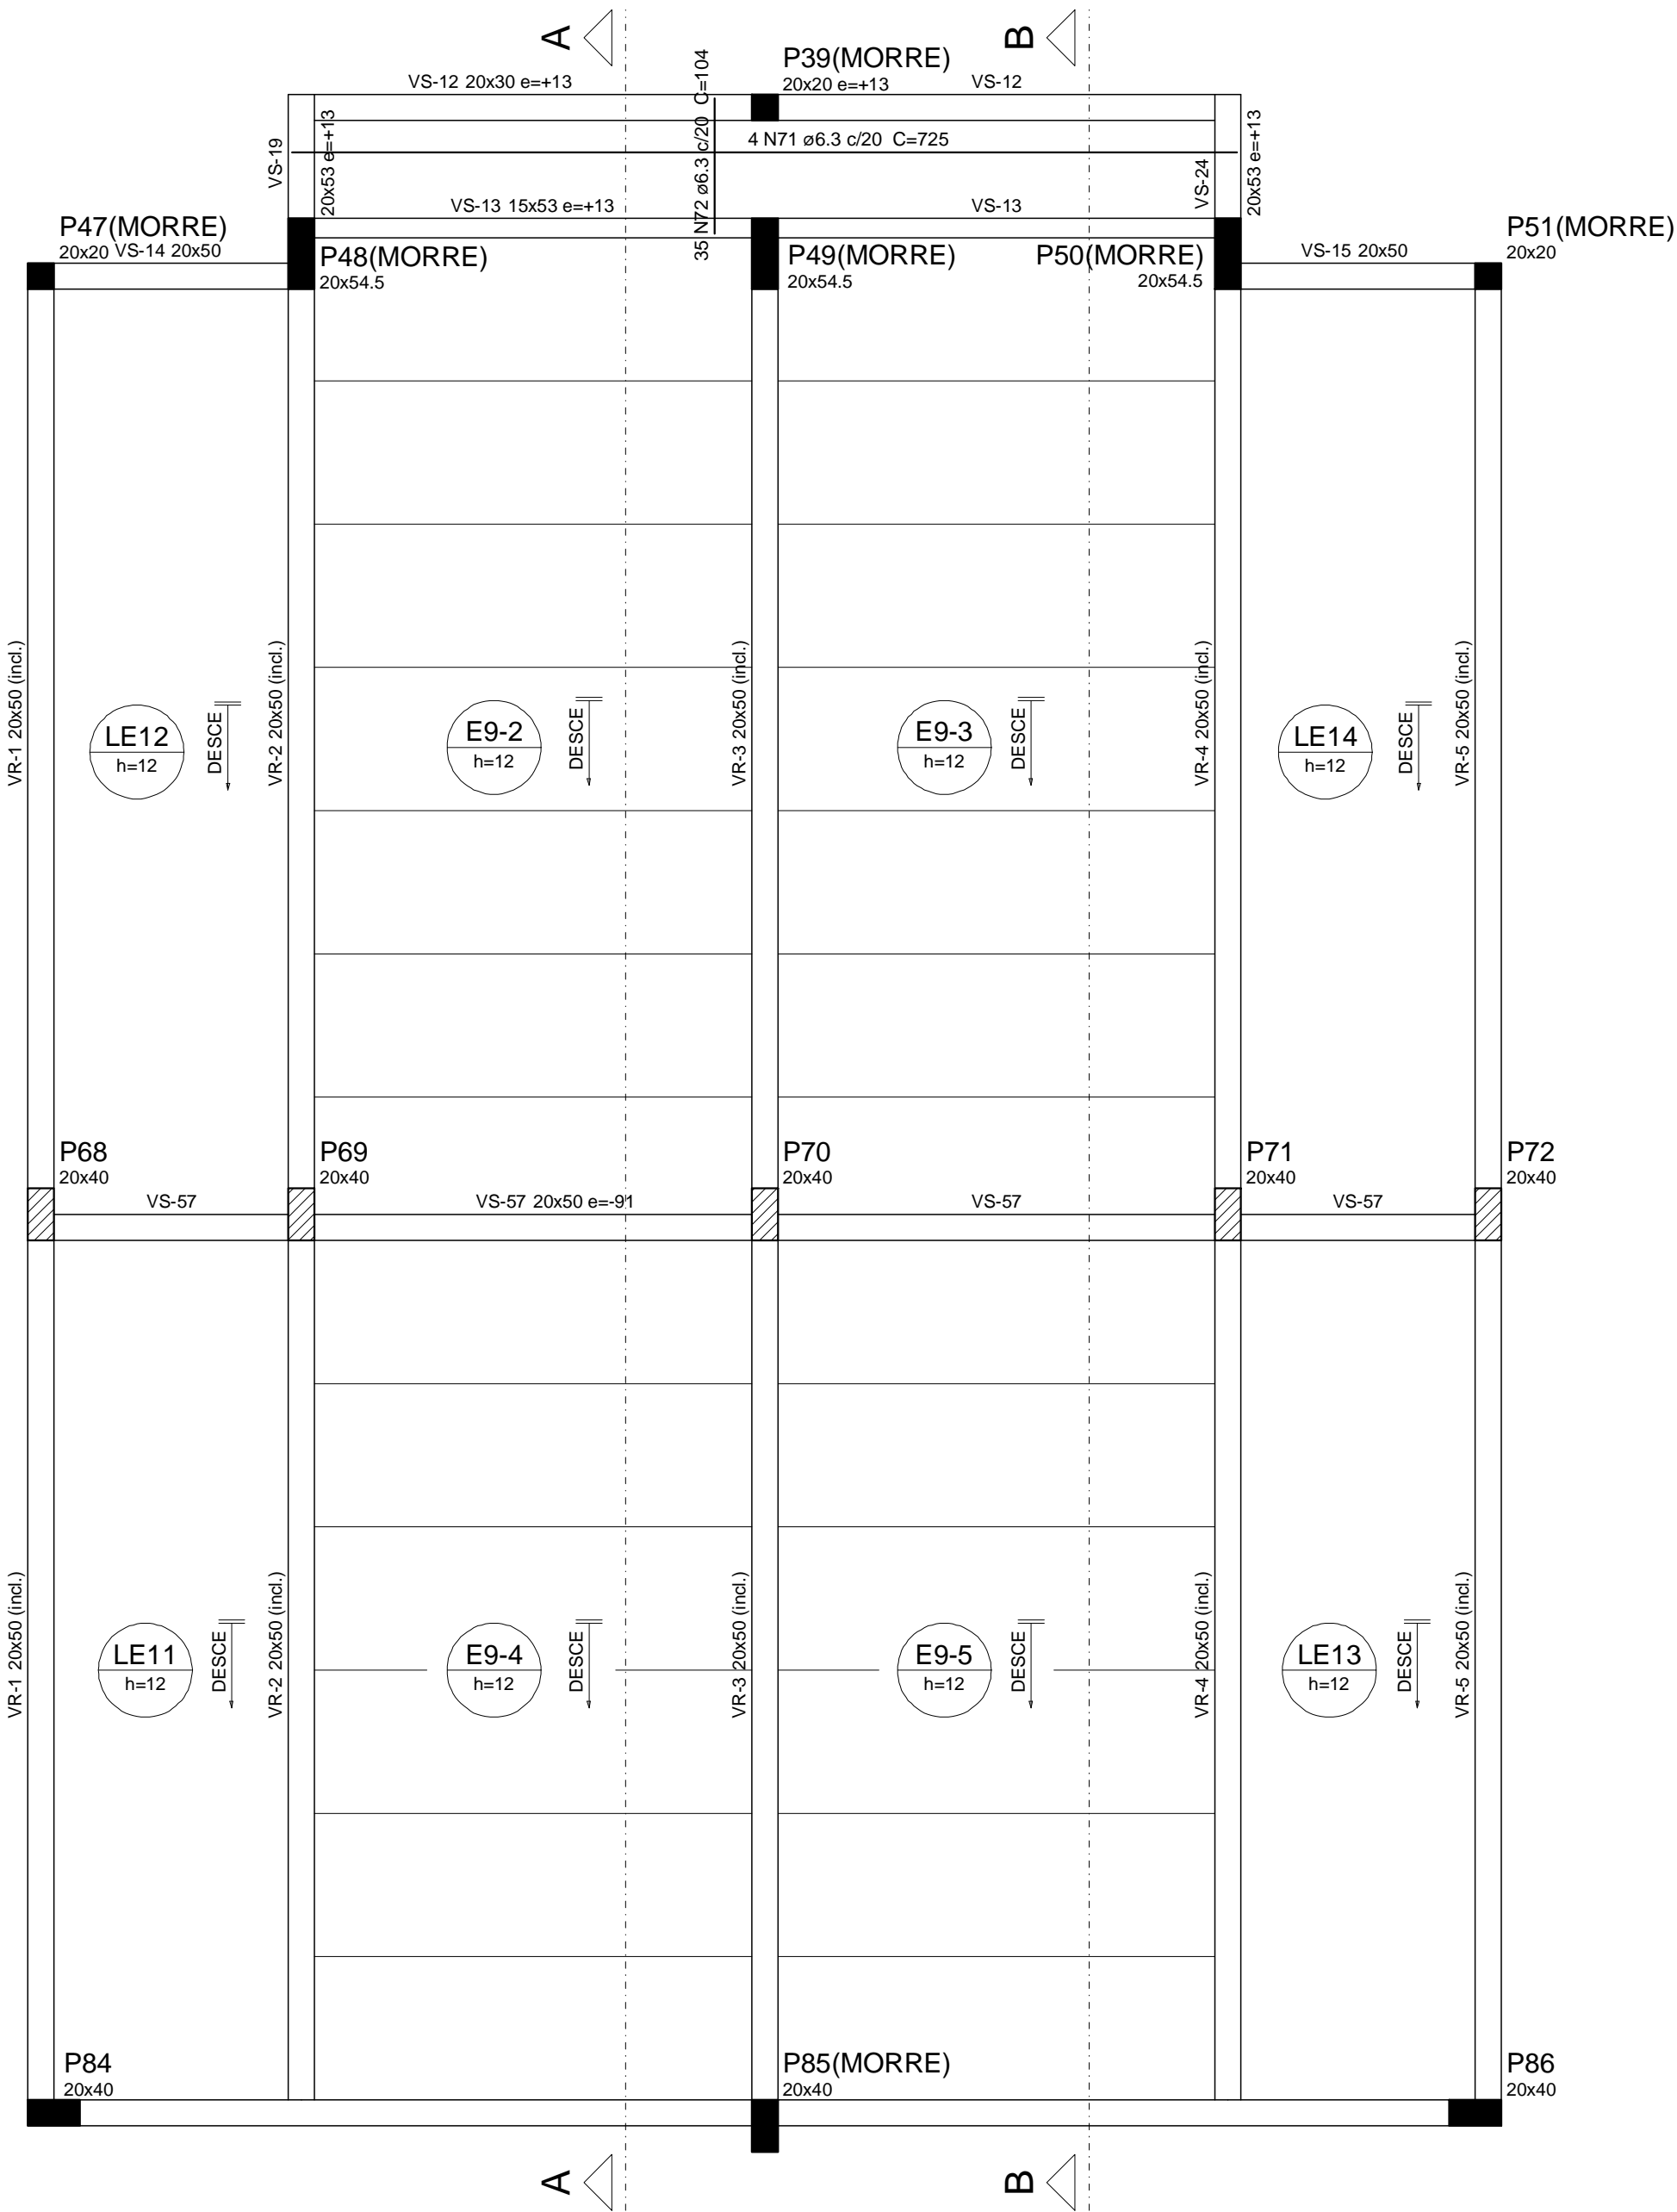 A
B
P39(MORRE)
20x20 e=+13
VS-12 20x30 e=+13
VS-12
35 N72 ø6.3 c/20 C=104
4 N71 ø6.3 c/20 C=725
VS-19
20x53 e=+13
VS-24
20x53 e=+13
VS-13 15x53 e=+13
VS-13
P47(MORRE)
20x20 VS-14 20x50
P48(MORRE)
20x54.5
P49(MORRE)
20x54.5
P50(MORRE)
20x54.5
VS-15 20x50
P51(MORRE)
20x20
VR-1 20x50 (incl.)
LE12
h=12
DESCE
VR-2 20x50 (incl.)
E9-2
h=12
DESCE
VR-3 20x50 (incl.)
E9-3
h=12
DESCE
VR-4 20x50 (incl.)
LE14
h=12
DESCE
VR-5 20x50 (incl.)
P68
20x40
P69
20x40
P70
20x40
P71
20x40
P72
20x40
VS-57
VS-57 20x50 e=-91
VS-57
VS-57
VR-1 20x50 (incl.)
LE11
h=12
DESCE
VR-2 20x50 (incl.)
E9-4
h=12
DESCE
VR-3 20x50 (incl.)
E9-5
h=12
DESCE
VR-4 20x50 (incl.)
LE13
h=12
DESCE
VR-5 20x50 (incl.)
P84
20x40
P85(MORRE)
20x40
P86
20x40
A
B